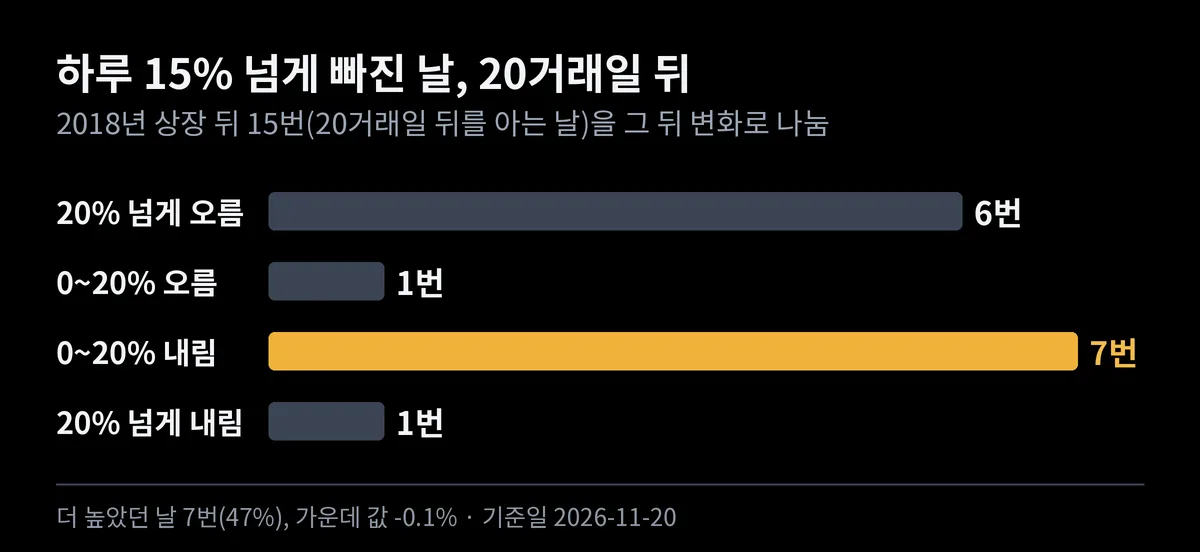 하루 15% 넘게 빠진 날, 20거래일 뒤
2018년 상장 뒤 15번(20거래일 뒤를 아는 날)을 그 뒤 변화로 나눔
20% 넘게 오름 6번
0~20% 오름 1번
0~20% 내림 7번
20% 넘게 내림 1번
더 높았던 날 7번(47%), 가운데 값 -0.1% · 기준일 2026-11-20